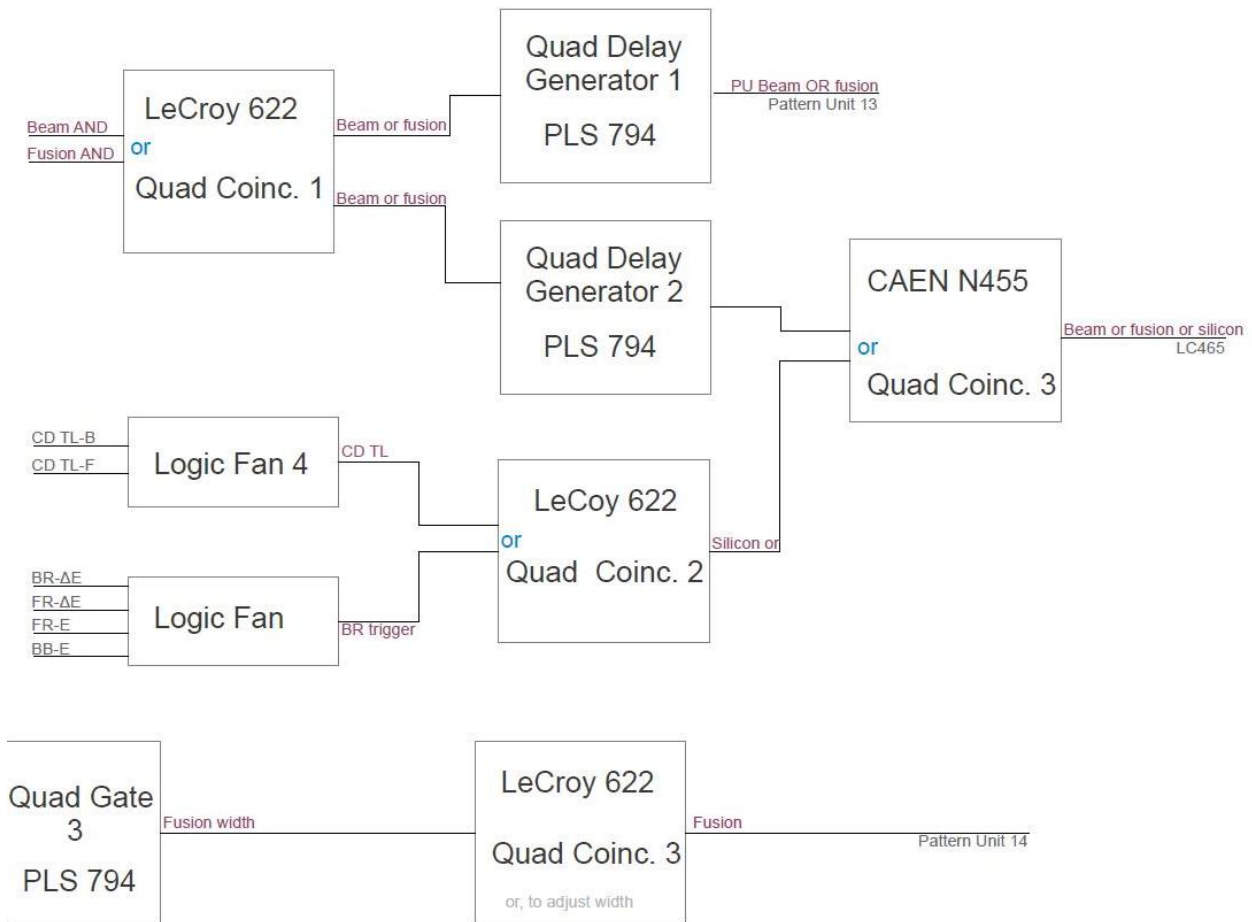 Quad Delay
Generator 1
PLS 794
PU Beam OR fusion
Pattern Unit 13
LeCroy 622
or
Quad Coinc. 1
Beam AND
Fusion AND
Beam or fusion
Beam or fusion
Quad Delay
Generator 2
PLS 794
CAEN N455
or
Quad Coinc. 3
Beam or fusion or silicon
LC465
CD TL-B
CD TL-F
Logic Fan 4
CD TL
LeCoy 622
or
Quad Coinc. 2
Silicon or
BR-ΔE
FR-ΔE
FR-E
BB-E
Logic Fan
BR trigger
Quad Gate
3
PLS 794
Fusion width
LeCroy 622
Quad Coinc. 3
or, to adjust width
Fusion
Pattern Unit 14